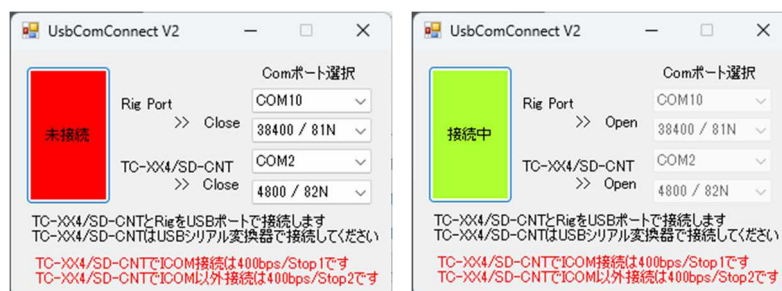 UsbComConnect V2
Comポート選択
未接続
Rig Port
COM10
>> Close
38400 / 81N
TC-XX4/SD-CNT
COM2
>> Close
4800 / 82N
TC-XX4/SD-CNTとRigをUSBポートで接続します
TC-XX4/SD-CNTはUSBシリアル変換器で接続してください
TC-XX4/SD-CNTでICOM接続は400bps/Stop1です
TC-XX4/SD-CNTでICOM以外接続は400bps/Stop2です
UsbComConnect V2
Comポート選択
接続中
Rig Port
COM10
>> Open
38400 / 81N
TC-XX4/SD-CNT
COM2
>> Open
4800 / 82N
TC-XX4/SD-CNTとRigをUSBポートで接続します
TC-XX4/SD-CNTはUSBシリアル変換器で接続してください
TC-XX4/SD-CNTでICOM接続は400bps/Stop1です
TC-XX4/SD-CNTでICOM以外接続は400bps/Stop2です